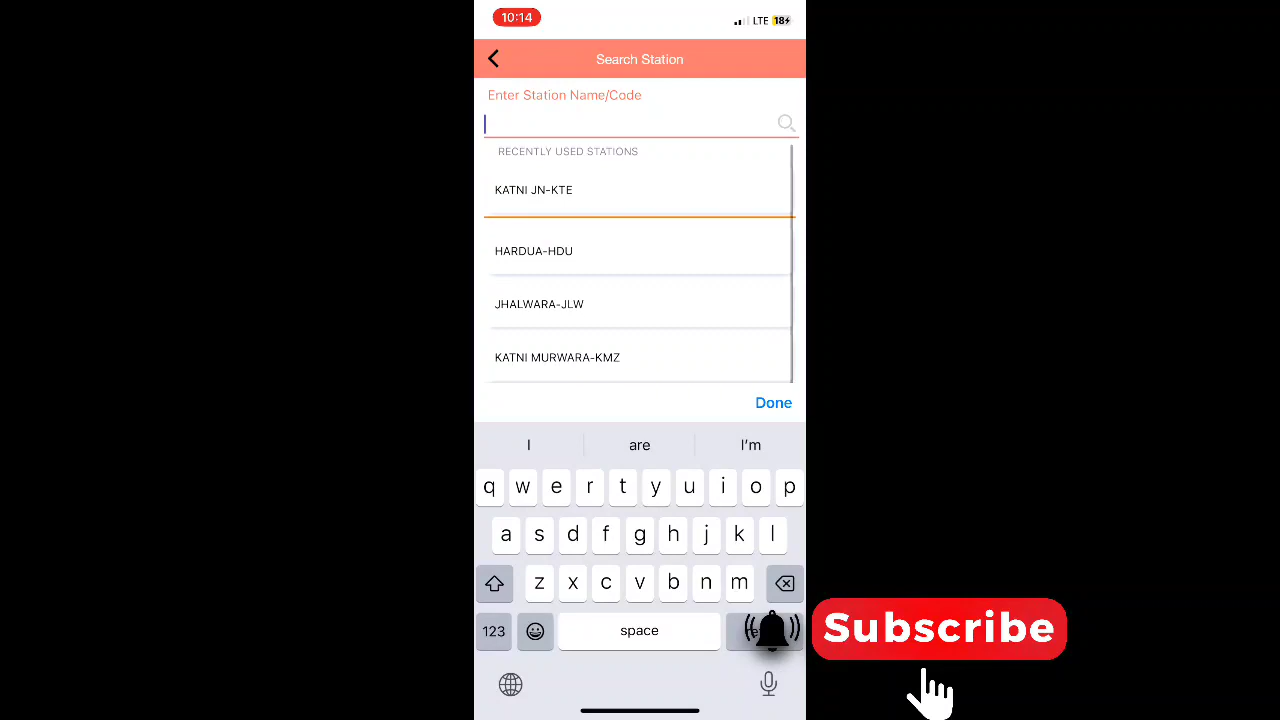 10:14
LTE 18
Search Station
Enter Station Name/Code
RECENTLY USED STATIONS
KATNI JN-KTE
HARDUA-HDU
JHALWARA-JLW
KATNI MURWARA-KMZ
Done
I are I'm
q w e r t y u i o p
a s d f g h j k l
z x c v b n m
123 space
Subscribe